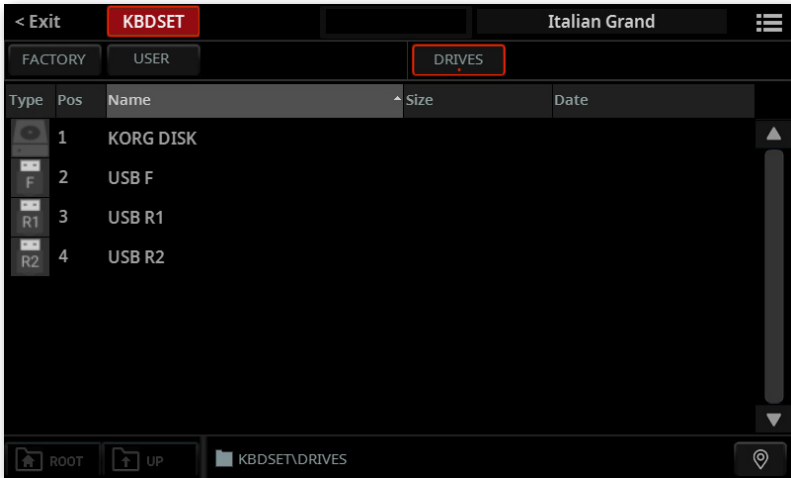 < Exit KBDSET Italian Grand
FACTORY USER DRIVES
Type Pos Name Size Date
1 KORG DISK
F 2 USB F
R1 3 USB R1
R2 4 USB R2
ROOT UP KBDSET\DRIVES